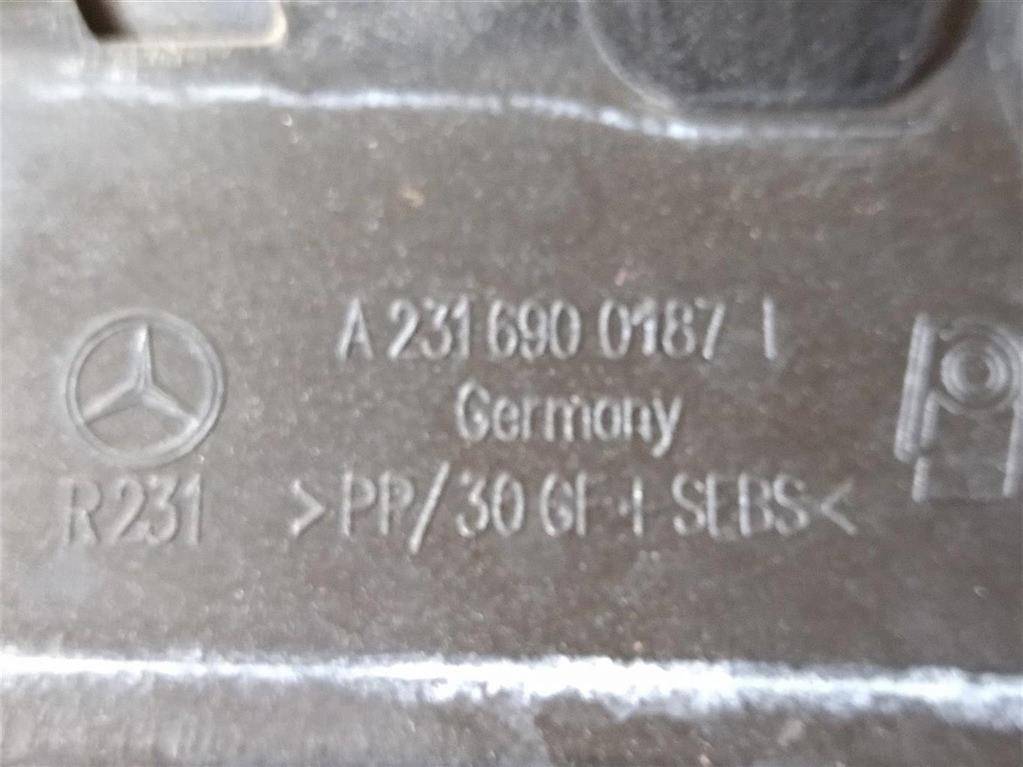 A 231 690 0187 I
Germany
R231 >PP/30 GF+SEBS<